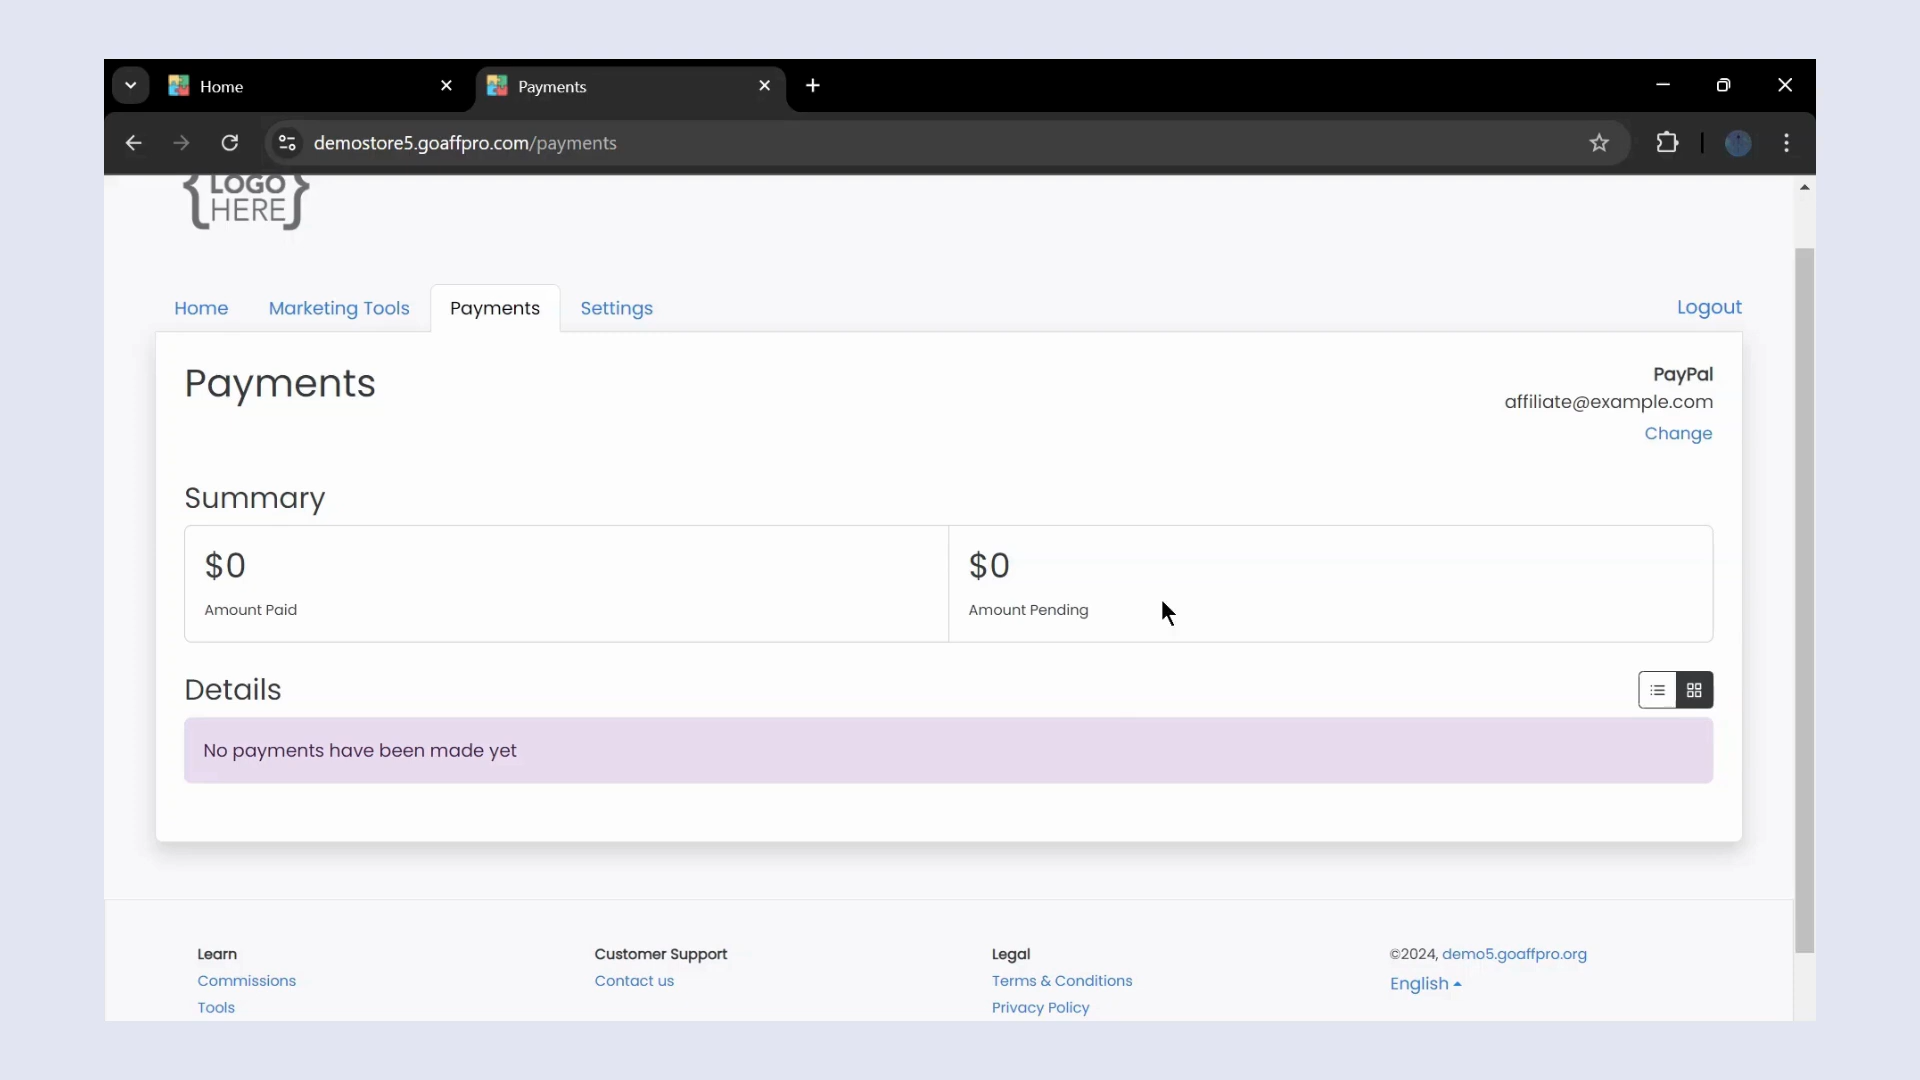 Home
Payments
demostore5.goaffpro.com/payments
LOGO
HERE
Home Marketing Tools Payments Settings Logout
Payments
PayPal
affiliate@example.com
Change
Summary
$0
Amount Paid
$0
Amount Pending
Details
No payments have been made yet
Learn
Commissions
Tools
Customer Support
Contact us
Legal
Terms & Conditions
Privacy Policy
©2024, demo5.goaffpro.org
English